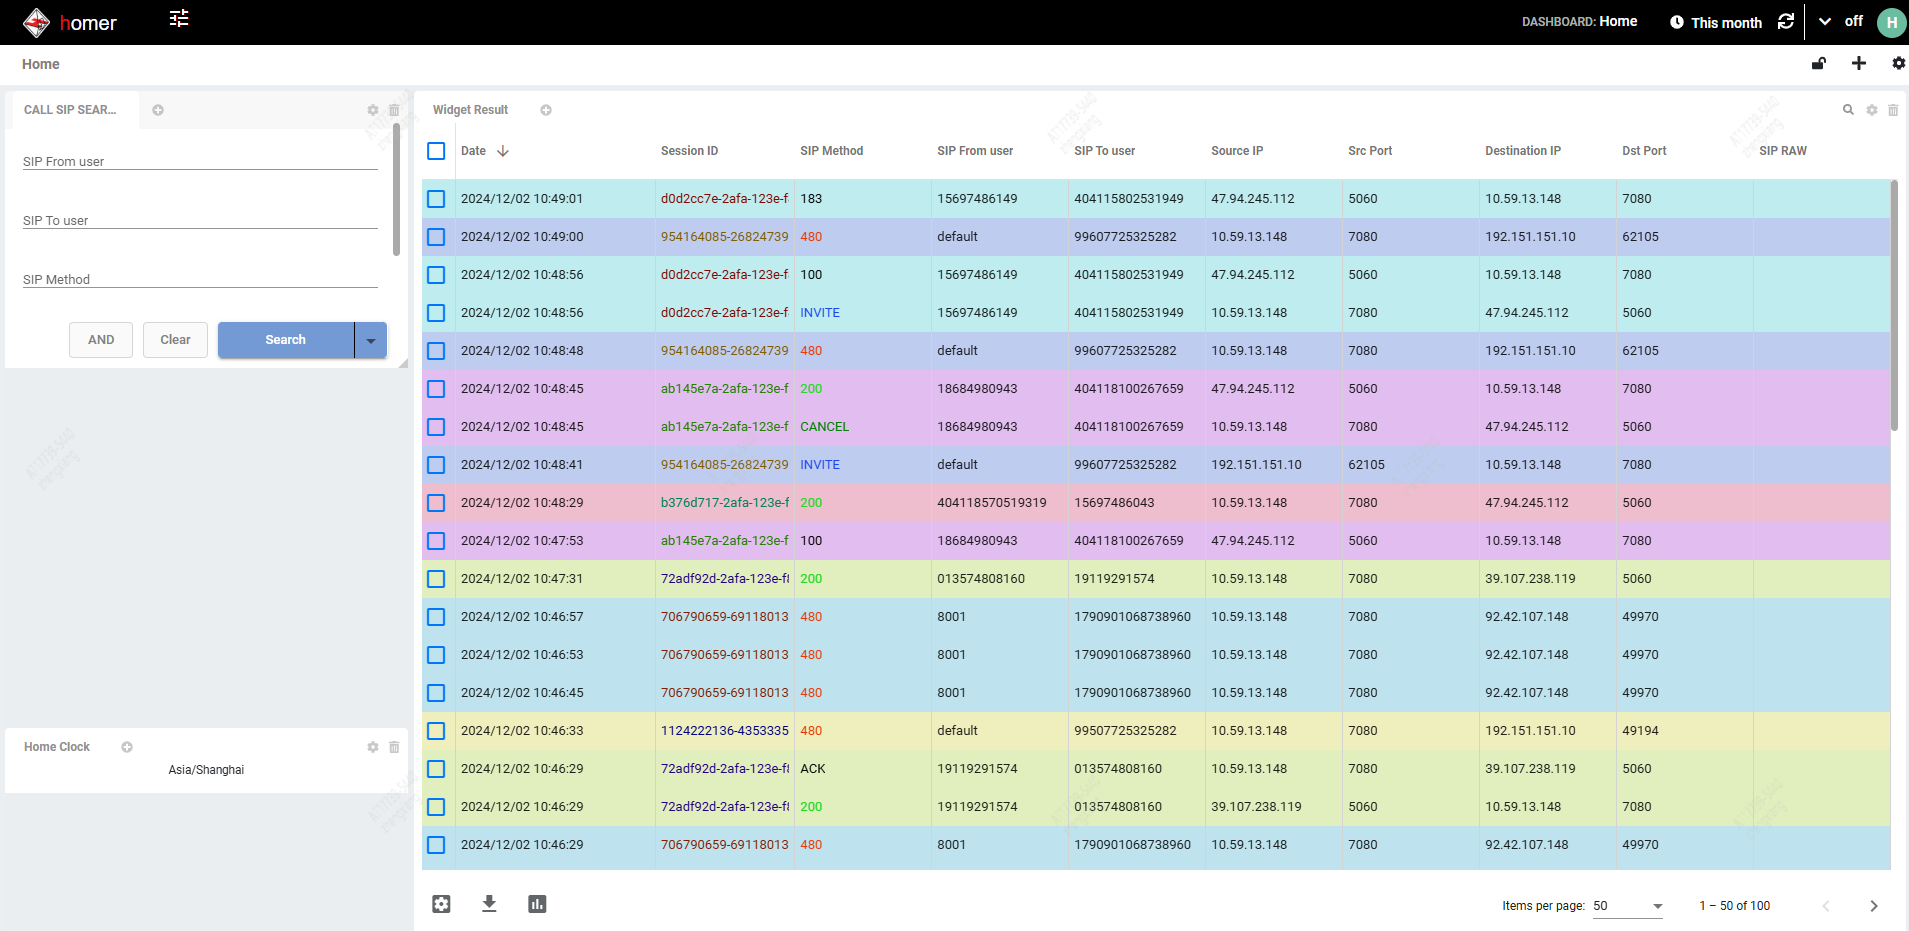 homer
DASHBOARD: Home This month off H
Home
CALL SIP SEAR...
SIP From user
SIP To user
SIP Method
AND Clear Search
Home Clock
Asia/Shanghai
Widget Result
Date Session ID SIP Method SIP From user SIP To user Source IP Src Port Destination IP Dst Port SIP RAW
2024/12/02 10:49:01 d0d2cc7e-2afa-123e-f 183 15697486149 404115802531949 47.94.245.112 5060 10.59.13.148 7080
2024/12/02 10:49:00 954164085-26824739 480 default 99607725325282 10.59.13.148 7080 192.151.151.10 62105
2024/12/02 10:48:56 d0d2cc7e-2afa-123e-f 100 15697486149 404115802531949 47.94.245.112 5060 10.59.13.148 7080
2024/12/02 10:48:56 d0d2cc7e-2afa-123e-f INVITE 15697486149 404115802531949 10.59.13.148 7080 47.94.245.112 5060
2024/12/02 10:48:48 954164085-26824739 480 default 99607725325282 10.59.13.148 7080 192.151.151.10 62105
2024/12/02 10:48:45 ab145e7a-2afa-123e-f 200 18684980943 404118100267659 47.94.245.112 5060 10.59.13.148 7080
2024/12/02 10:48:45 ab145e7a-2afa-123e-f CANCEL 18684980943 404118100267659 10.59.13.148 7080 47.94.245.112 5060
2024/12/02 10:48:41 954164085-26824739 INVITE default 99607725325282 192.151.151.10 62105 10.59.13.148 7080
2024/12/02 10:48:29 b376d717-2afa-123e-f 200 404118570519319 15697486043 10.59.13.148 7080 47.94.245.112 5060
2024/12/02 10:47:53 ab145e7a-2afa-123e-f 100 18684980943 404118100267659 47.94.245.112 5060 10.59.13.148 7080
2024/12/02 10:47:31 72adf92d-2afa-123e-f8 200 013574808160 19119291574 10.59.13.148 7080 39.107.238.119 5060
2024/12/02 10:46:57 706790659-69118013 480 8001 1790901068738960 10.59.13.148 7080 92.42.107.148 49970
2024/12/02 10:46:53 706790659-69118013 480 8001 1790901068738960 10.59.13.148 7080 92.42.107.148 49970
2024/12/02 10:46:45 706790659-69118013 480 8001 1790901068738960 10.59.13.148 7080 92.42.107.148 49970
2024/12/02 10:46:33 1124222136-4353335 480 default 99507725325282 10.59.13.148 7080 192.151.151.10 49194
2024/12/02 10:46:29 72adf92d-2afa-123e-f8 ACK 19119291574 013574808160 10.59.13.148 7080 39.107.238.119 5060
2024/12/02 10:46:29 72adf92d-2afa-123e-f8 200 19119291574 013574808160 39.107.238.119 5060 10.59.13.148 7080
2024/12/02 10:46:29 706790659-69118013 480 8001 1790901068738960 10.59.13.148 7080 92.42.107.148 49970
Items per page: 50 1 – 50 of 100